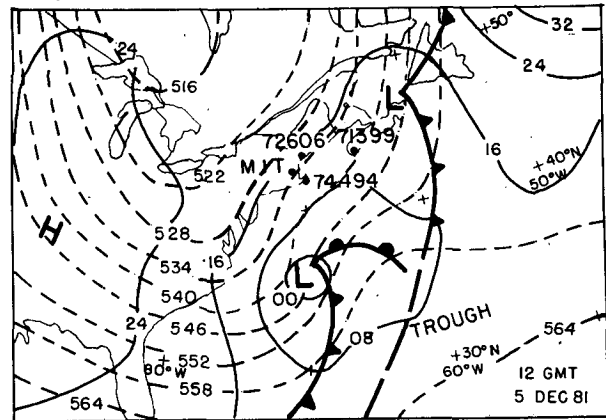 +50°
32
24
24
516
L
72606
71399
16
522
MYT
+40°N
50°W
74494
H
528
534
16
540
L
00
546
24
08
TROUGH
564
552
+
80°W
+30°N
60°W
558
12 GMT
564
5 DEC 81